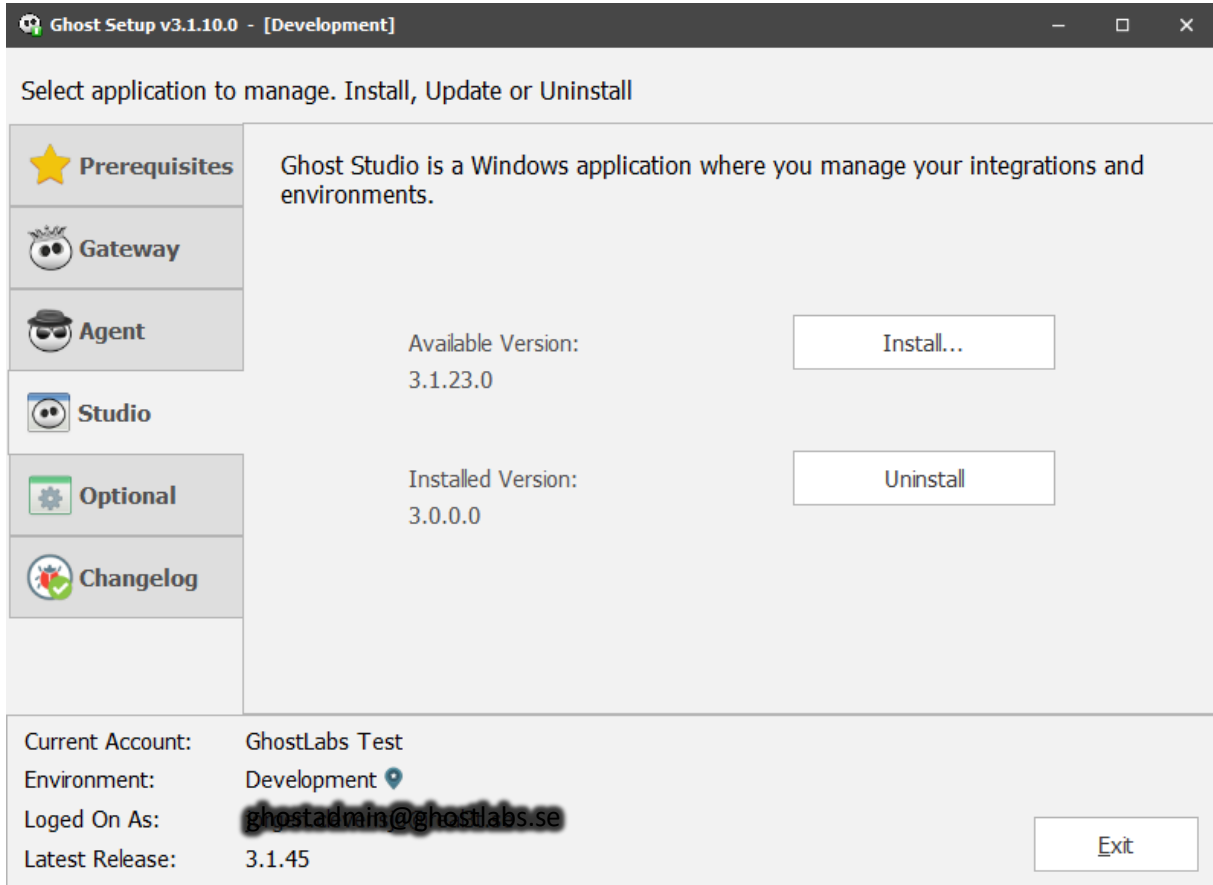 Ghost Setup v3.1.10.0 - [Development]
Select application to manage. Install, Update or Uninstall
Prerequisites
Gateway
Agent
Studio
Optional
Changelog
Ghost Studio is a Windows application where you manage your integrations and
environments.
Available Version:
3.1.23.0
Install...
Installed Version:
3.0.0.0
Uninstall
Current Account: GhostLabs Test
Environment: Development
Loged On As: ghostadmin@ghostlabs.se
Latest Release: 3.1.45
Exit